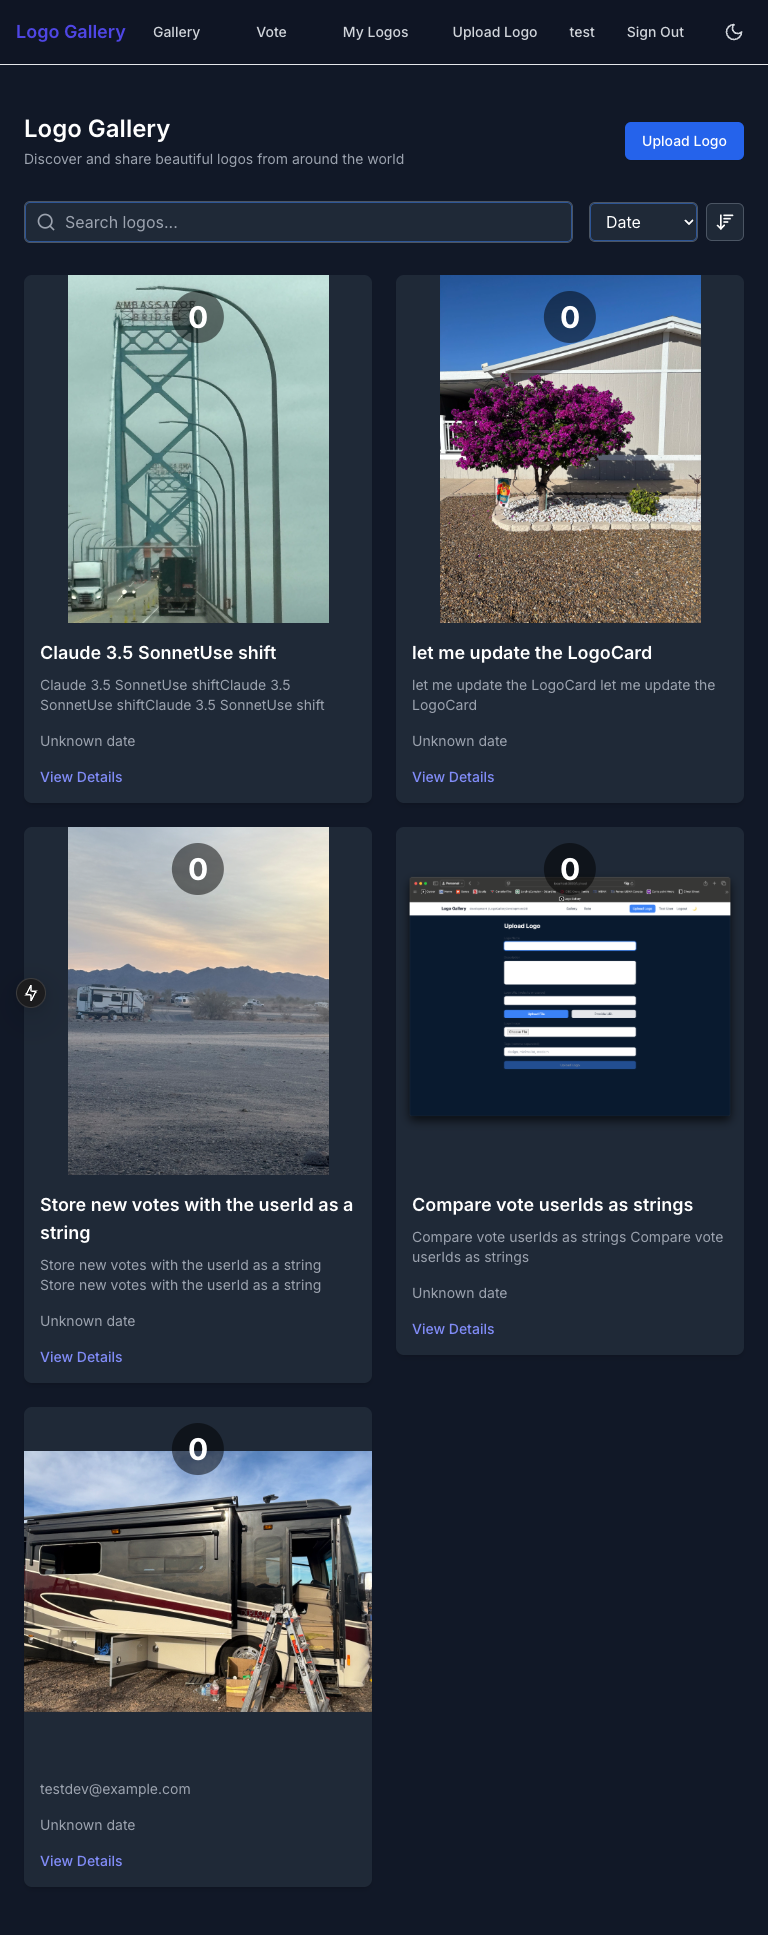 Logo Gallery Gallery Vote My Logos Upload Logo test Sign Out
Logo Gallery
Discover and share beautiful logos from around the world
Upload Logo
Search logos...
Date
AMBASSADOR
BRIDGE
0
0
Claude 3.5 SonnetUse shift
Claude 3.5 SonnetUse shiftClaude 3.5
SonnetUse shiftClaude 3.5 SonnetUse shift
Unknown date
View Details
let me update the LogoCard
let me update the LogoCard let me update the
LogoCard
Unknown date
View Details
0
0
Logo Gallery
Upload Logo
Upload Logo
Upload File
Store new votes with the userId as a
string
Store new votes with the userId as a string
Store new votes with the userId as a string
Unknown date
View Details
Compare vote userIds as strings
Compare vote userIds as strings Compare vote
userIds as strings
Unknown date
View Details
0
testdev@example.com
Unknown date
View Details